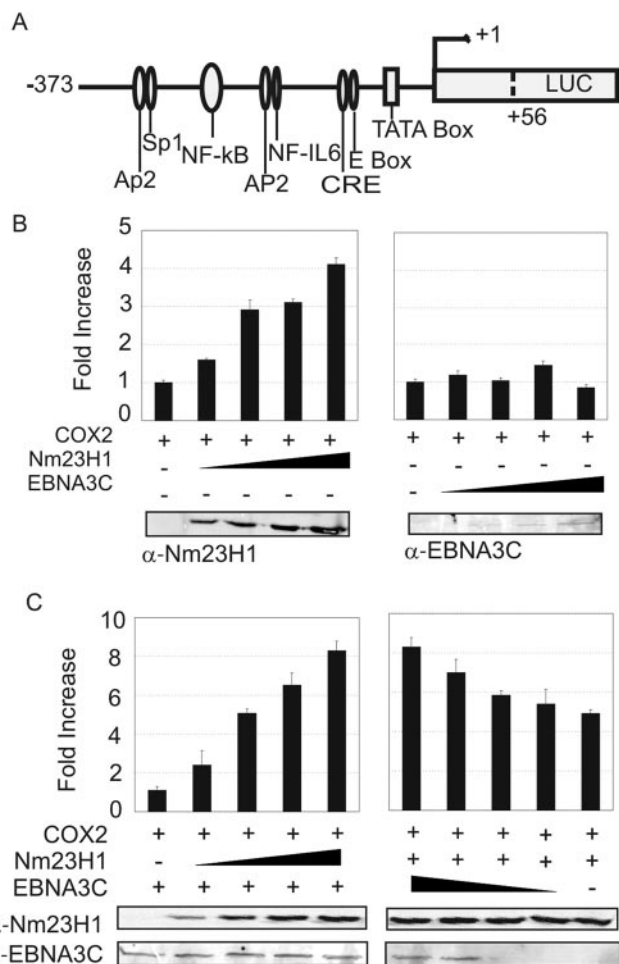 A
-373
+1
LUC
+56
TATA Box
Sp1
NF-kB
NF-IL6
E Box
Ap2
AP2
CRE
B
Fold Increase
5
4
3
2
1
0
COX2 + + + + +
Nm23H1 -
EBNA3C
- - - - -
α-Nm23H1
+ + + + +
- - - - -
-
α-EBNA3C
C
Fold Increase
10
8
6
4
2
0
COX2 + + + + +
Nm23H1 -
EBNA3C + + + + +
-Nm23H1
-EBNA3C
+ + + + +
+ + + + +
-